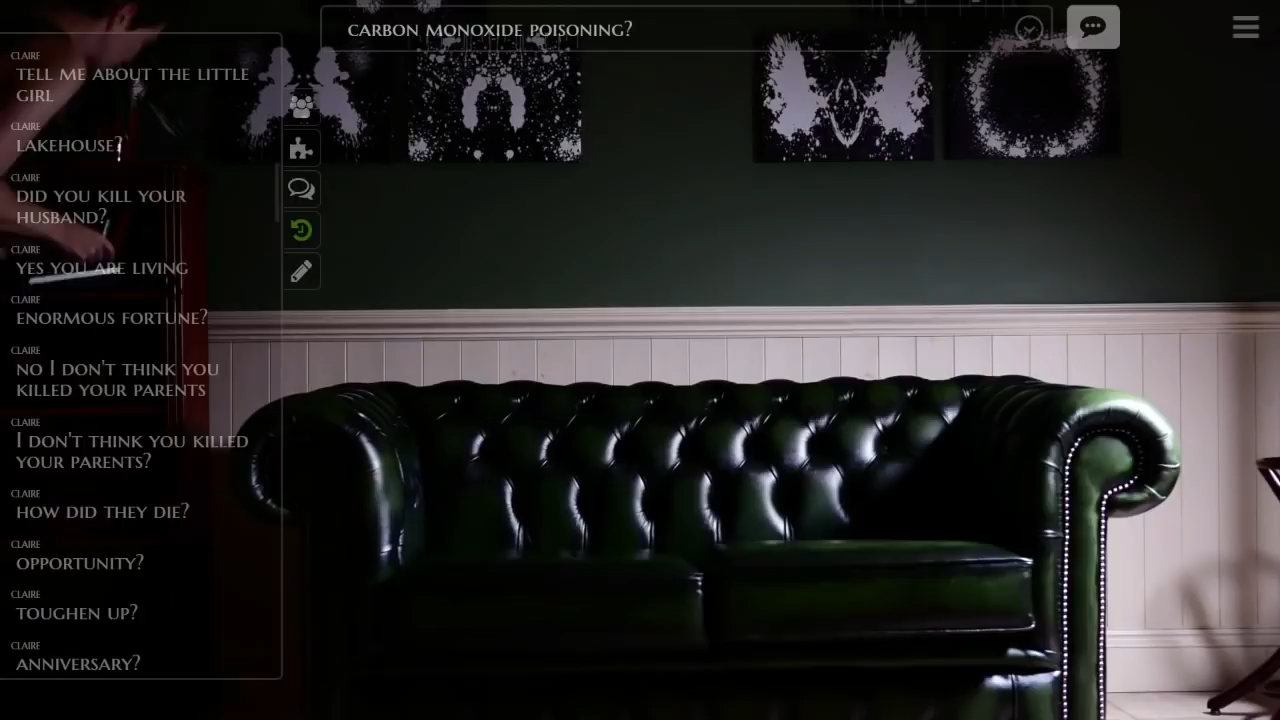 CARBON MONOXIDE POISONING?
CLAIRE
TELL ME ABOUT THE LITTLE
GIRL
CLAIRE
LAKEHOUSE?
CLAIRE
DID YOU KILL YOUR
HUSBAND?
CLAIRE
YES YOU ARE LIVING
CLAIRE
ENORMOUS FORTUNE?
CLAIRE
NO I DON'T THINK YOU
KILLED YOUR PARENTS
CLAIRE
I DON'T THINK YOU KILLED
YOUR PARENTS?
CLAIRE
HOW DID THEY DIE?
CLAIRE
OPPORTUNITY?
CLAIRE
TOUGHEN UP?
CLAIRE
ANNIVERSARY?